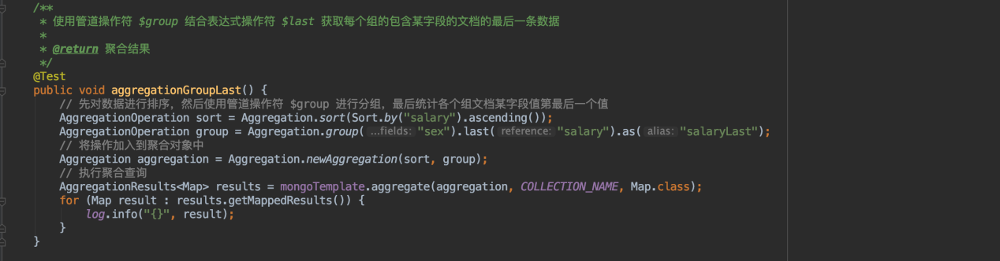 /**
* 使用管道操作符 $group 结合表达式操作符 $last 获取每个组的包含某字段的文档的最后一条数据
*
* @return 聚合结果
*/
@Test
public void aggregationGroupLast() {
// 先对数据进行排序，然后使用管道操作符 $group 进行分组，最后统计各个组文档某字段值第最后一个值
AggregationOperation sort = Aggregation.sort(Sort.by("salary").ascending());
AggregationOperation group = Aggregation.group( ...fields: "sex").last( reference: "salary").as( alias: "salaryLast");
// 将操作加入到聚合对象中
Aggregation aggregation = Aggregation.newAggregation(sort, group);
// 执行聚合查询
AggregationResults<Map> results = mongoTemplate.aggregate(aggregation, COLLECTION_NAME, Map.class);
for (Map result : results.getMappedResults()) {
log.info("{}", result);
}
}